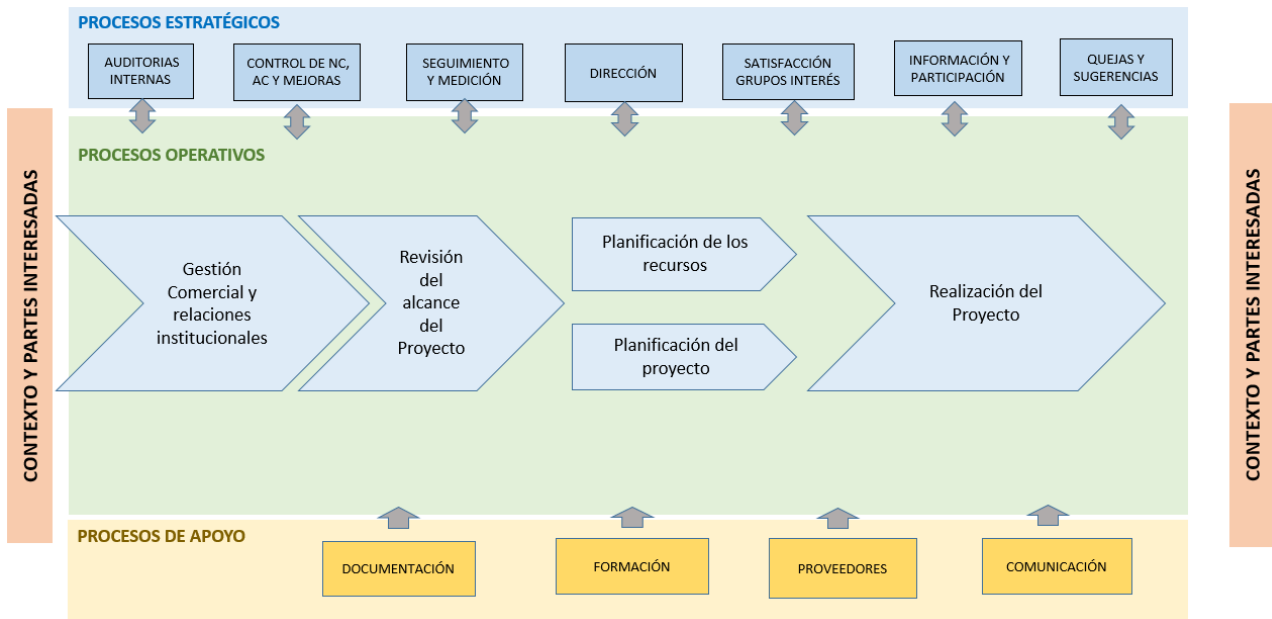 PROCESOS ESTRATÉGICOS
AUDITORIAS
INTERNAS
CONTROL DE NC,
AC Y MEJORAS
SEGUIMIENTO
Y MEDICIÓN
DIRECCIÓN
SATISFACCIÓN
GRUPOS INTERÉS
INFORMACIÓN Y
PARTICIPACIÓN
QUEJAS Y
SUGERENCIAS
CONTEXTO Y PARTES INTERESADAS
PROCESOS OPERATIVOS
Gestión
Comercial y
relaciones
institucionales
Revisión
del
alcance
del
Proyecto
Planificación de los
recursos
Planificación del
proyecto
Realización del
Proyecto
CONTEXTO Y PARTES INTERESADAS
PROCESOS DE APOYO
DOCUMENTACIÓN
FORMACIÓN
PROVEEDORES
COMUNICACIÓN